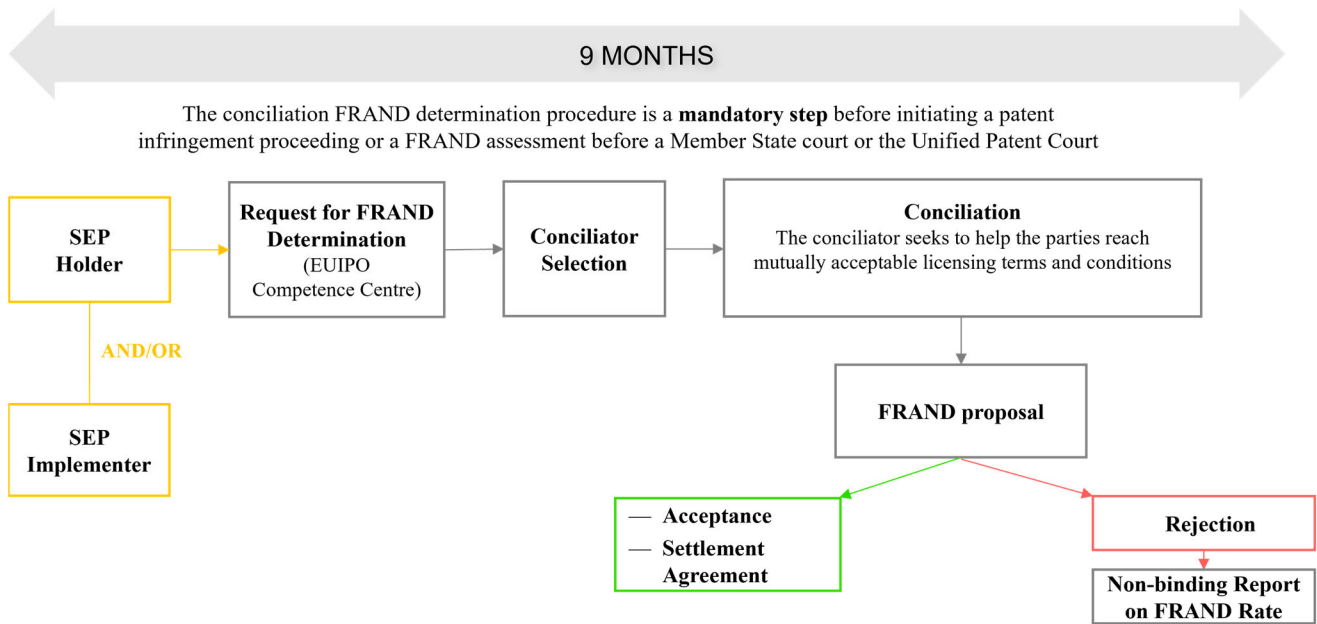 9 MONTHS
The conciliation FRAND determination procedure is a mandatory step before initiating a patent
infringement proceeding or a FRAND assessment before a Member State court or the Unified Patent Court
SEP
Holder
AND/OR
SEP
Implementer
Request for FRAND
Determination
(EUIPO
Competence Centre)
Conciliator
Selection
Conciliation
The conciliator seeks to help the parties reach
mutually acceptable licensing terms and conditions
FRAND proposal
— Acceptance
— Settlement
Agreement
Rejection
Non-binding Report
on FRAND Rate